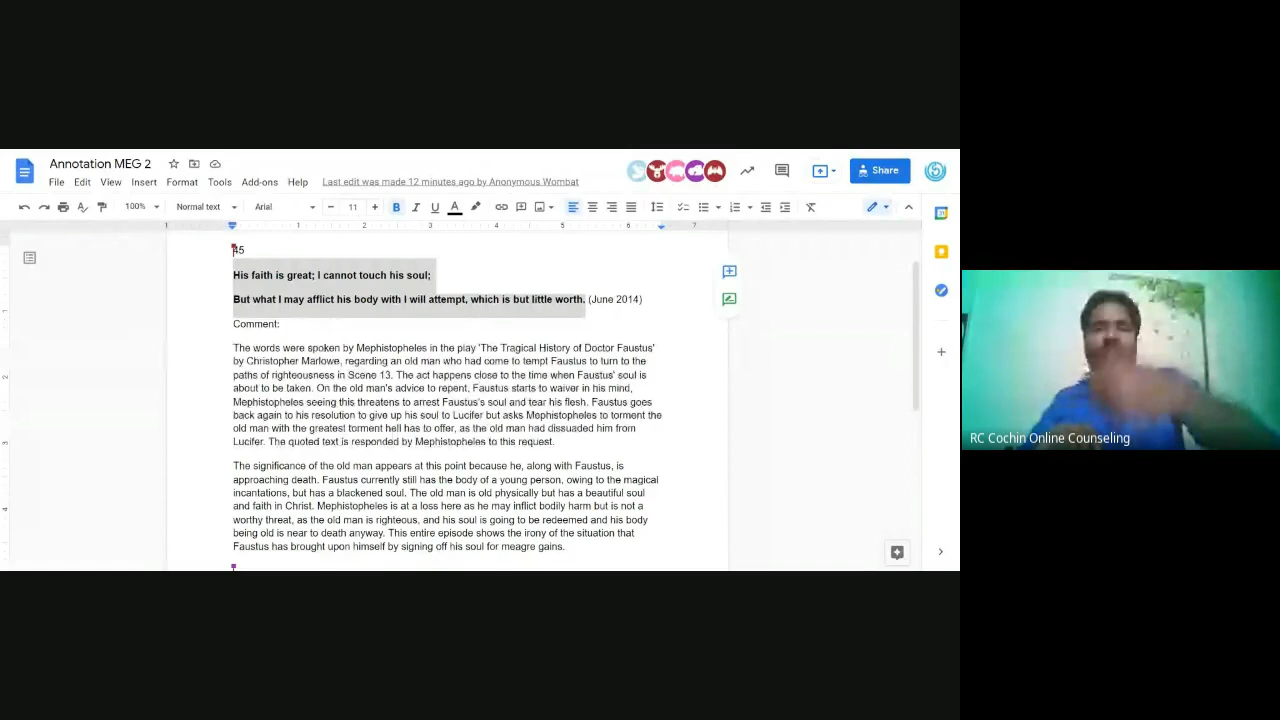 Annotation MEG 2
Share
File Edit View Insert Format Tools Add-ons Help Last edit was made 12 minutes ago by Anonymous Wombat
100% Normal text Arial 11 B I U A
1 1 2 3 4 5 6 7
45
His faith is great; I cannot touch his soul;
But what I may afflict his body with I will attempt, which is but little worth. (June 2014)
Comment:
The words were spoken by Mephistopheles in the play 'The Tragical History of Doctor Faustus'
by Christopher Marlowe, regarding an old man who had come to tempt Faustus to turn to the
paths of righteousness in Scene 13. The act happens close to the time when Faustus' soul is
about to be taken. On the old man's advice to repent, Faustus starts to waiver in his mind,
Mephistopheles seeing this threatens to arrest Faustus's soul and tear his flesh. Faustus goes
back again to his resolution to give up his soul to Lucifer but asks Mephistopheles to torment the
old man with the greatest torment hell has to offer, as the old man had dissuaded him from
Lucifer. The quoted text is responded by Mephistopheles to this request.
The significance of the old man appears at this point because he, along with Faustus, is
approaching death. Faustus currently still has the body of a young person, owing to the magical
incantations, but has a blackened soul. The old man is old physically but has a beautiful soul
and faith in Christ. Mephistopheles is at a loss here as he may inflict bodily harm but is not a
worthy threat, as the old man is righteous, and his soul is going to be redeemed and his body
being old is near to death anyway. This entire episode shows the irony of the situation that
Faustus has brought upon himself by signing off his soul for meagre gains.
1
2
3
4
RC Cochin Online Counseling